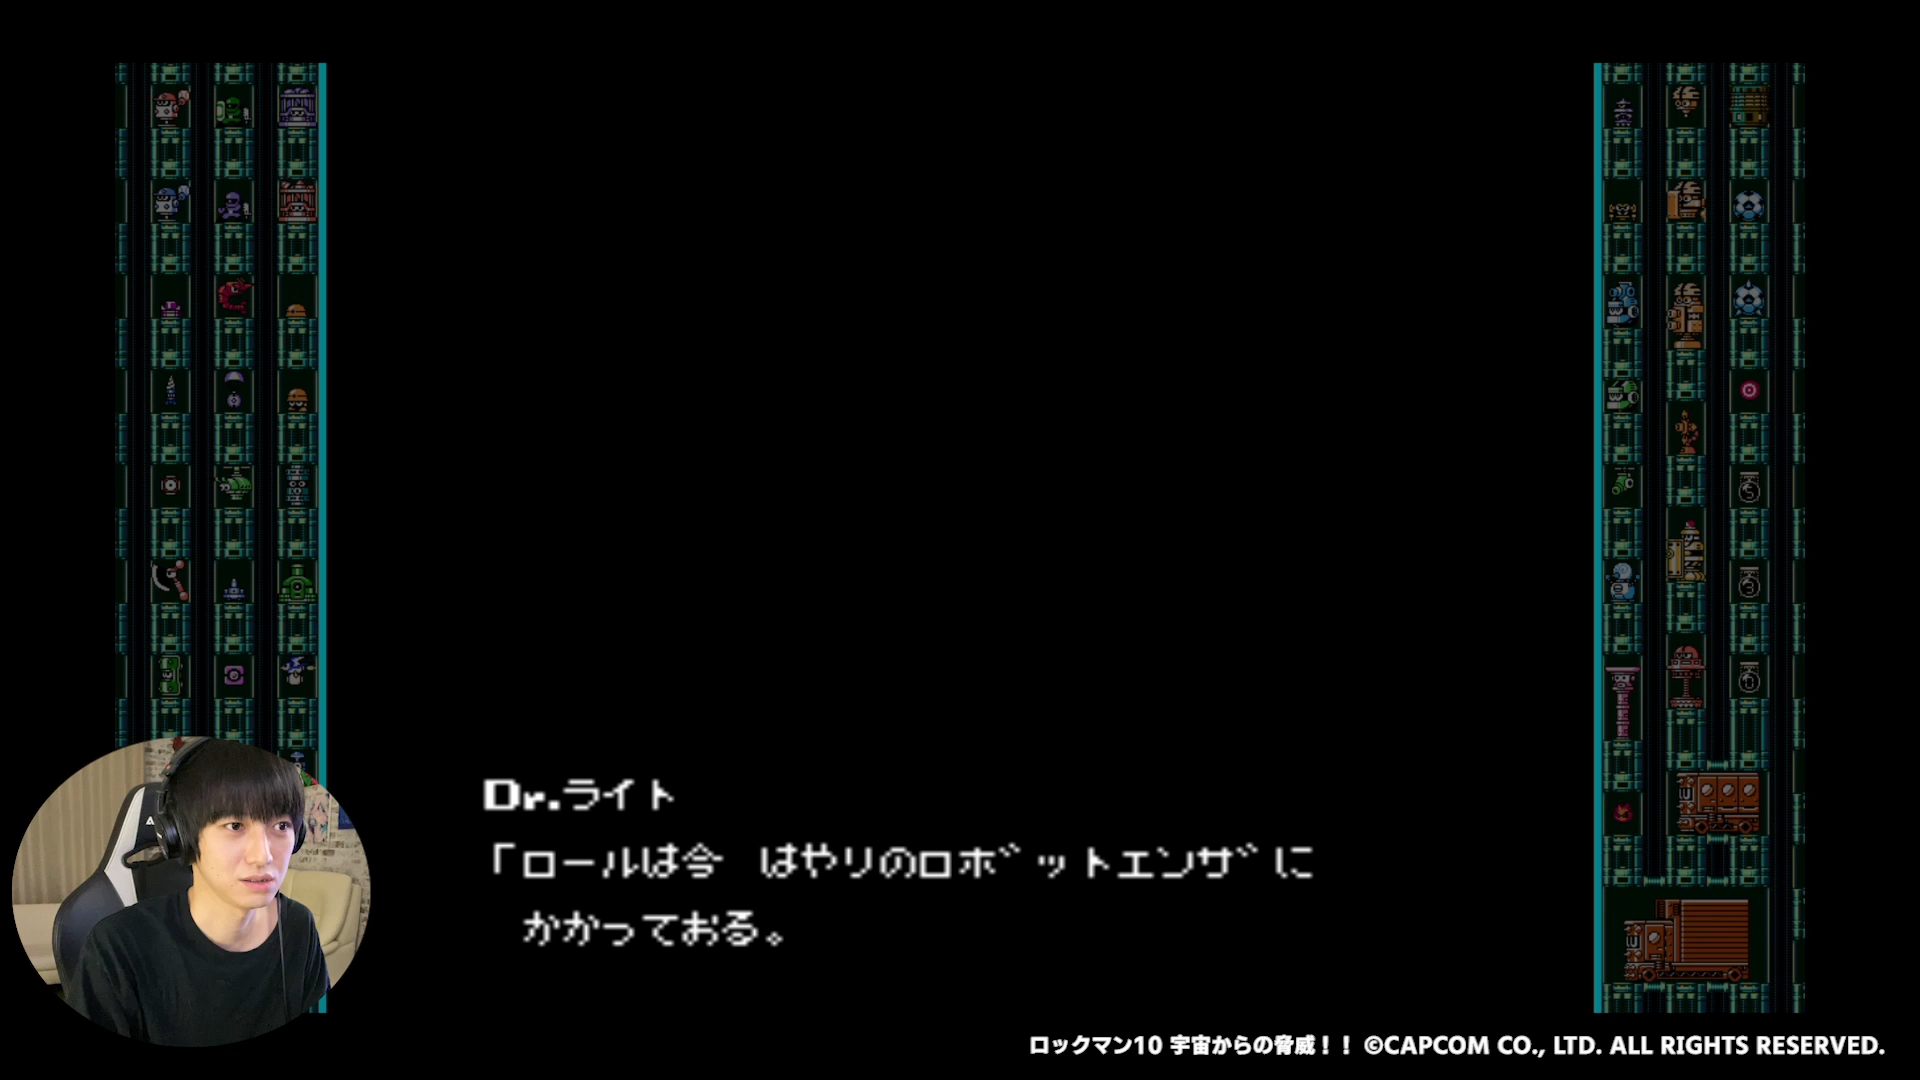 Dr.ライト
「ロールは今　はやりのロボットエンザに
かかっておる。
ロックマン10 宇宙からの脅威！！ ©CAPCOM CO., LTD. ALL RIGHTS RESERVED.